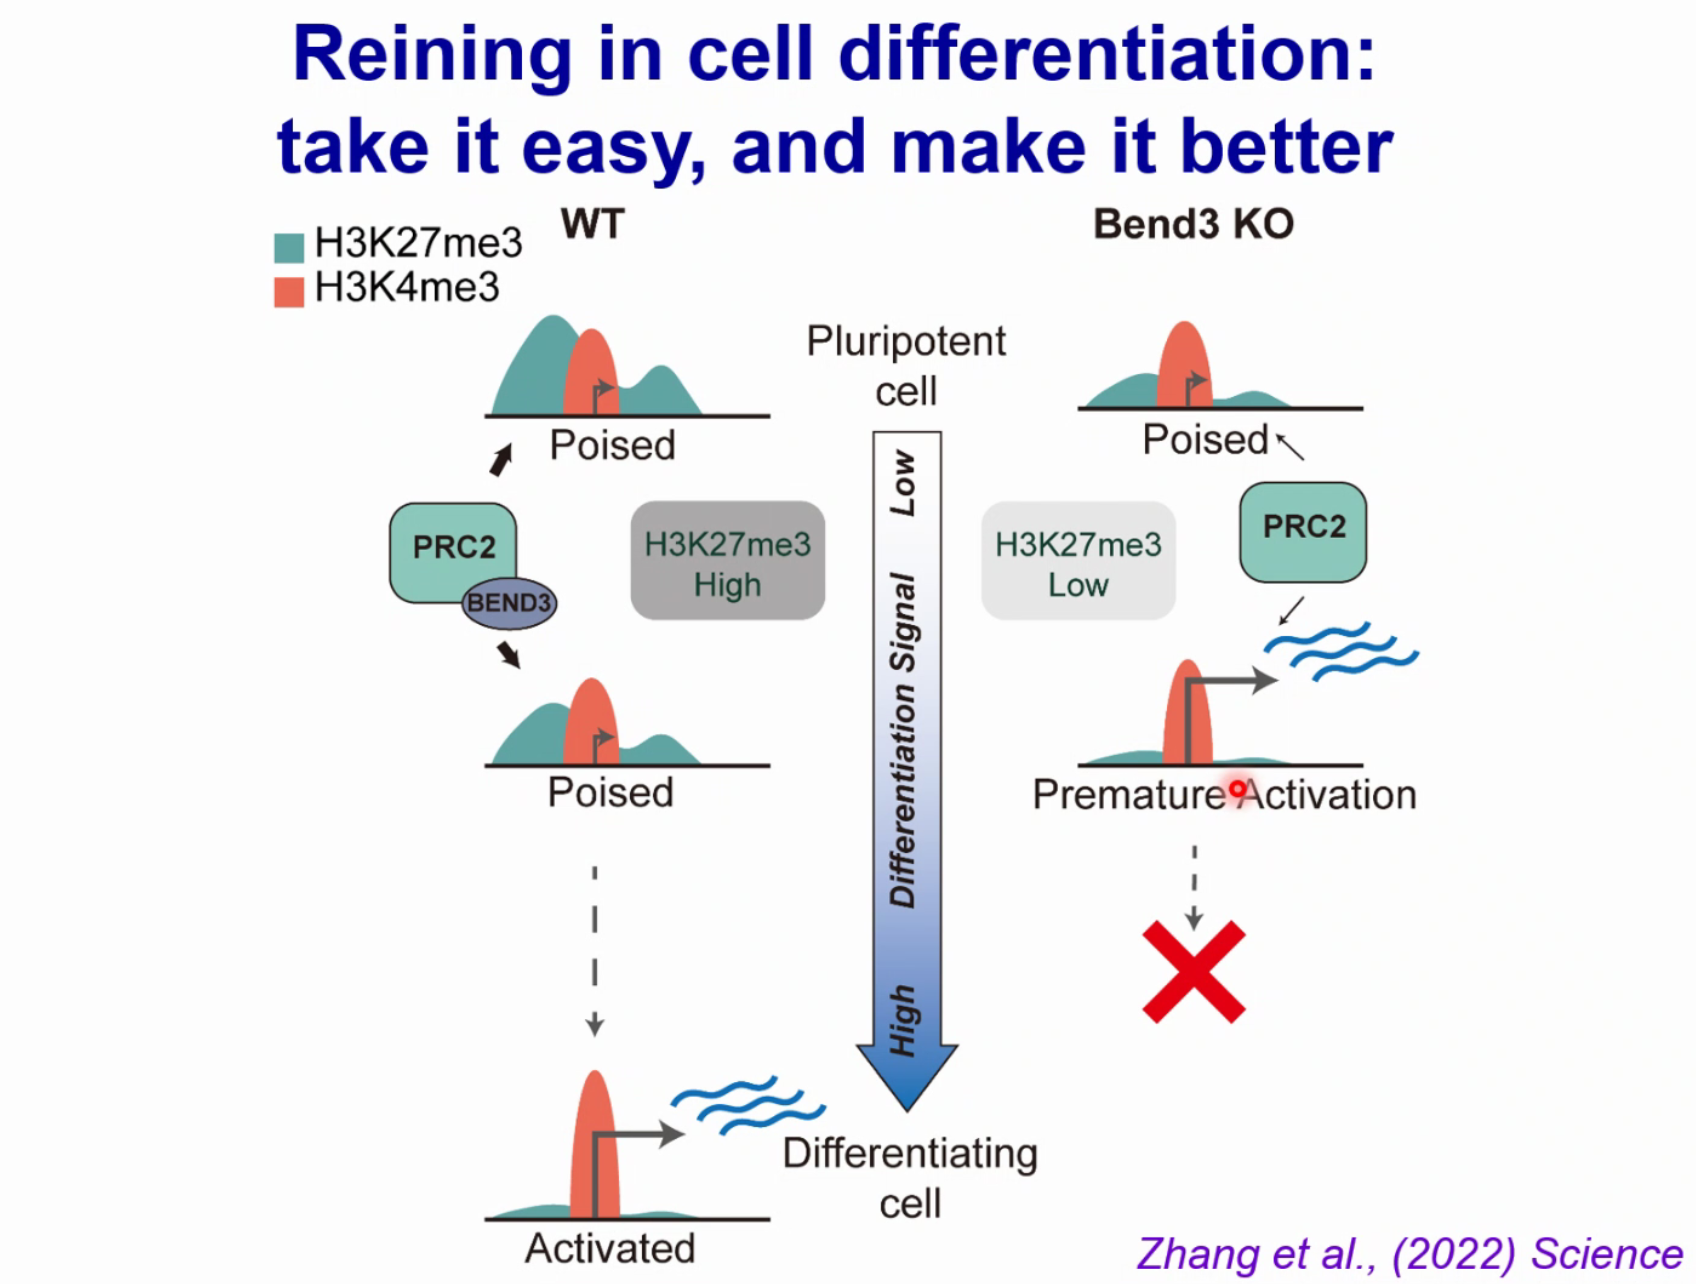 Reining in cell differentiation:
take it easy, and make it better
WT
Bend3 KO
H3K27me3
H3K4me3
Pluripotent
cell
Poised
Poised
PRC2
BEND3
H3K27me3
High
Low
Differentiation Signal
High
H3K27me3
Low
PRC2
Poised
Premature Activation
Activated
Differentiating
cell
Zhang et al., (2022) Science